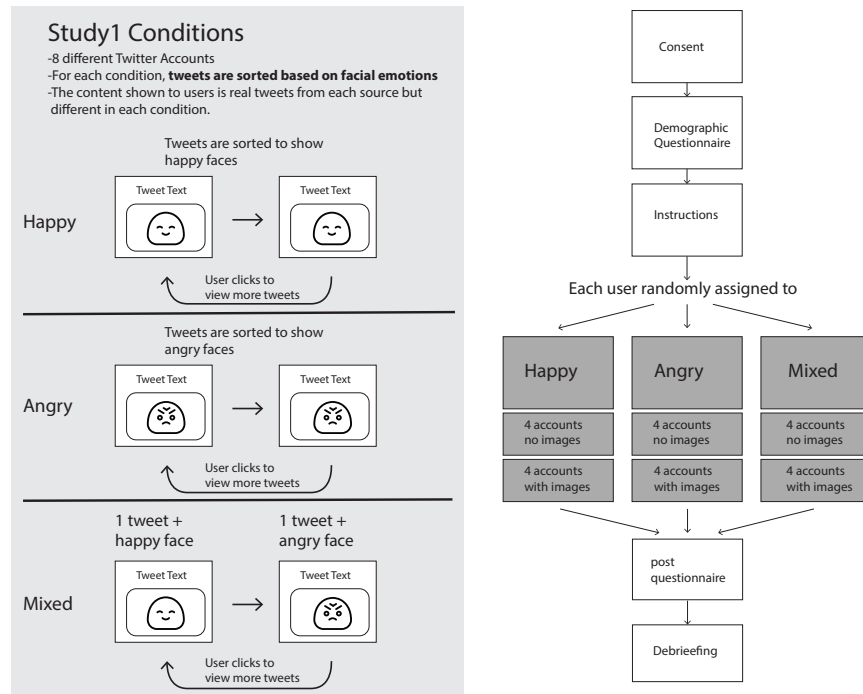 Study1 Conditions
-8 different Twitter Accounts
-For each condition, tweets are sorted based on facial emotions
-The content shown to users is real tweets from each source but
different in each condition.
Tweets are sorted to show
happy faces
Tweet Text
Tweet Text
Happy
User clicks to
view more tweets
Tweets are sorted to show
angry faces
Tweet Text
Tweet Text
Angry
User clicks to
view more tweets
1 tweet +
happy face
1 tweet +
angry face
Tweet Text
Tweet Text
Mixed
User clicks to
view more tweets
Consent
Demographic
Questionnaire
Instructions
Each user randomly assigned to
Happy
Angry
Mixed
4 accounts
no images
4 accounts
no images
4 accounts
no images
4 accounts
with images
4 accounts
with images
4 accounts
with images
post
questionnaire
Debrieefing